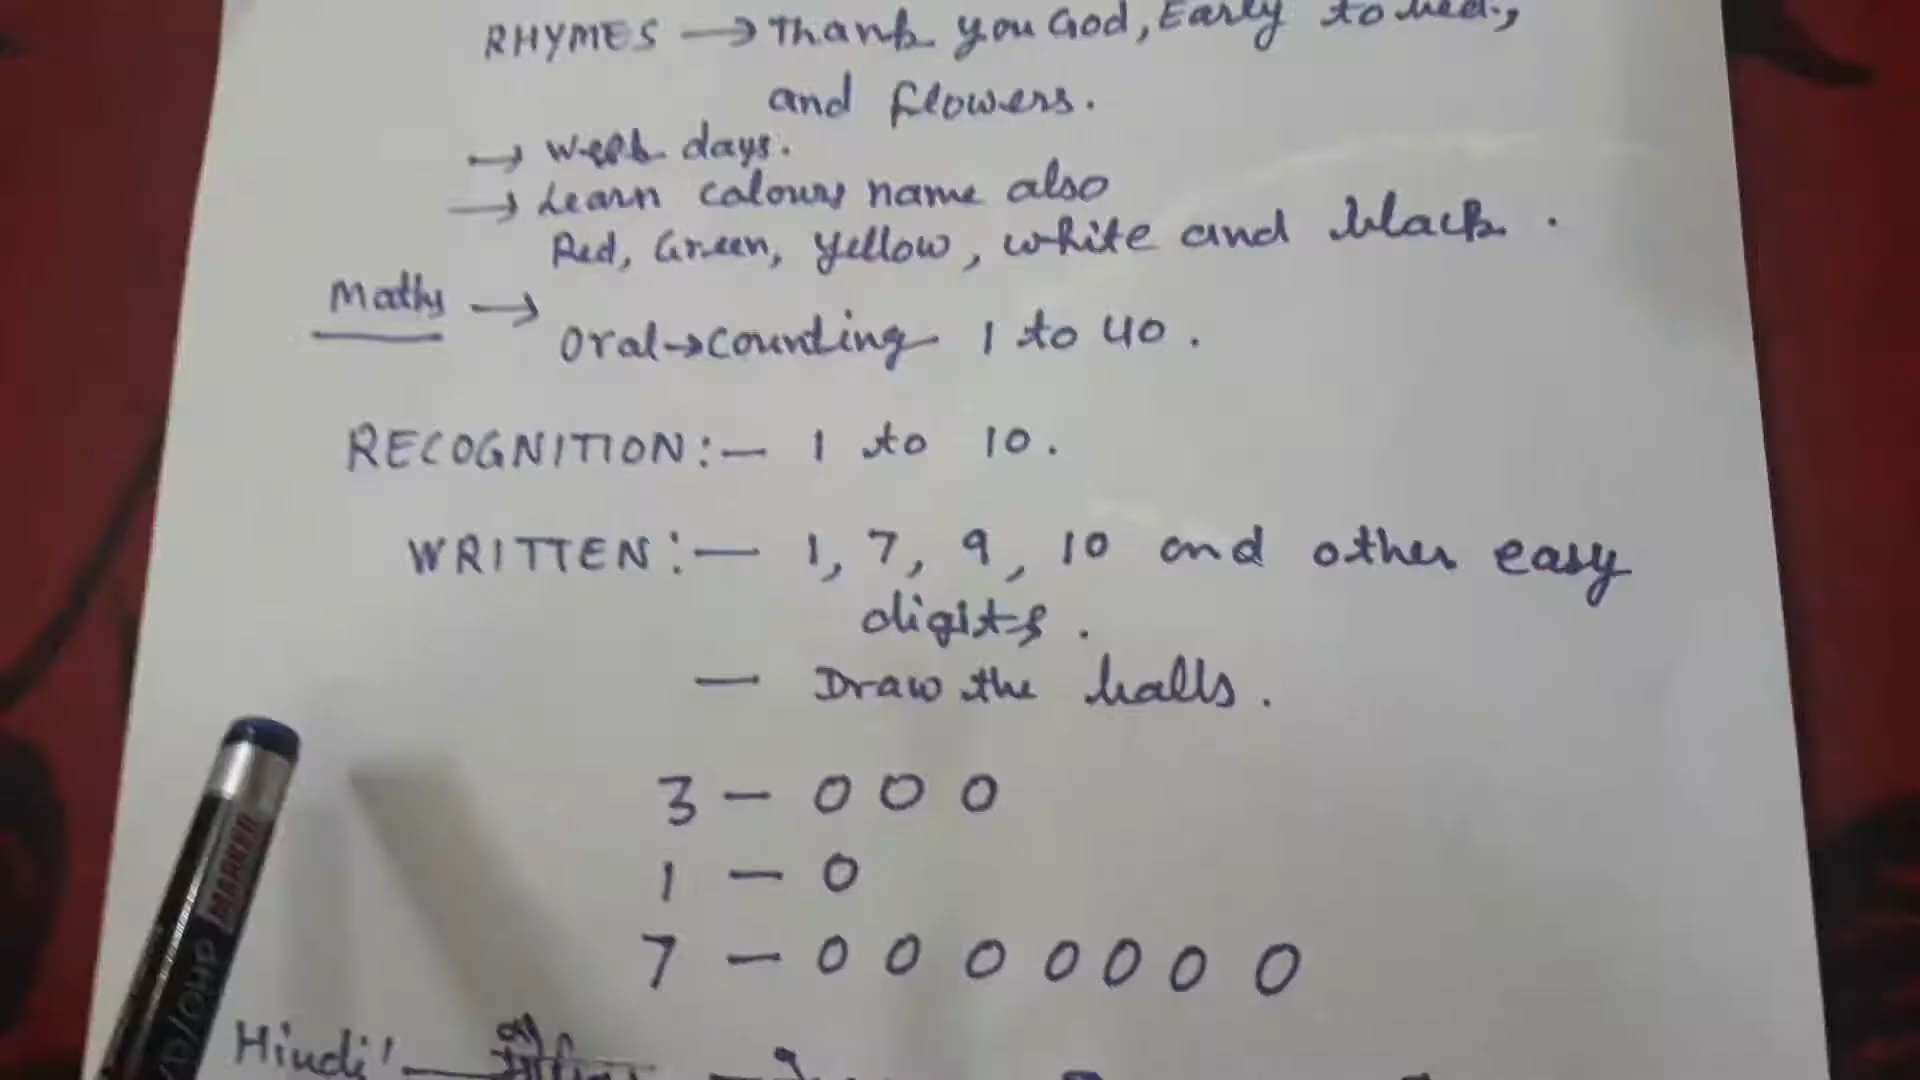 RHYMES → Thank you God, Early to bed.,
and flowers.
→ Week days.
→ Learn colours name also
Red, Green, Yellow, white and black.
Maths →
Oral → counting 1 to 40.
RECOGNITION:- 1 to 10.
WRITTEN:- 1, 7, 9, 10 and other easy
digits.
- Draw the balls.
3 - 0 0 0
1 - 0
7 - 0 0 0 0 0 0 0
MARKER
/OHP
Hindi